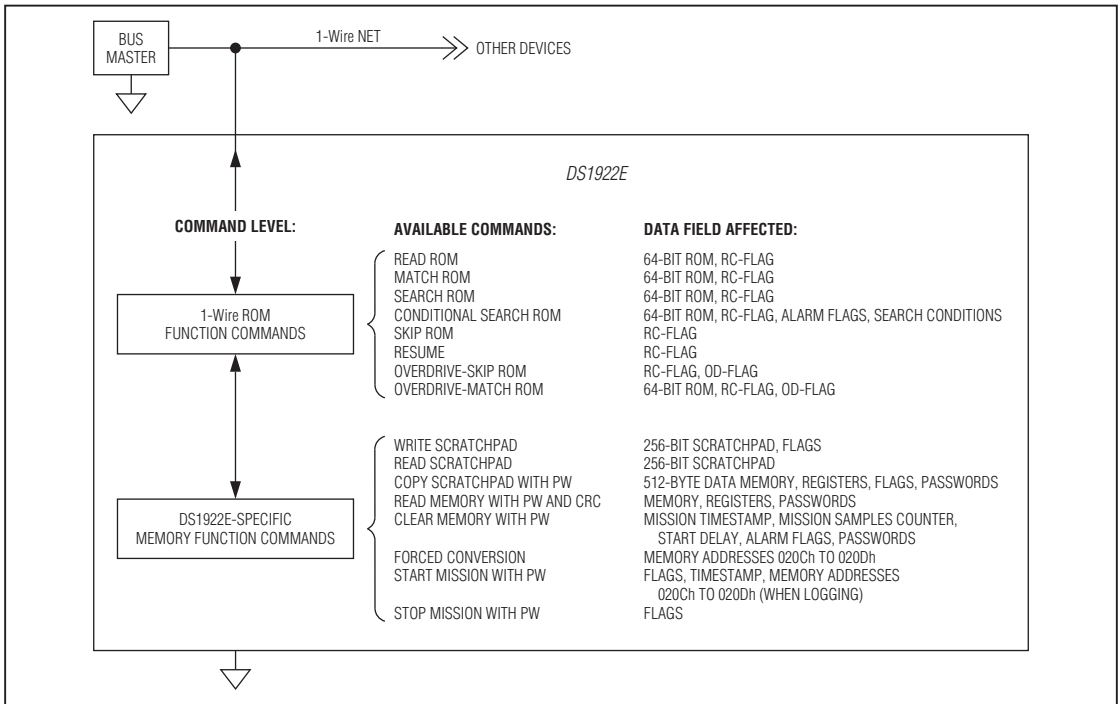 BUS
MASTER
1-Wire NET
OTHER DEVICES
DS1922E
COMMAND LEVEL: AVAILABLE COMMANDS: DATA FIELD AFFECTED:
1-Wire ROM
FUNCTION COMMANDS
READ ROM 64-BIT ROM, RC-FLAG
MATCH ROM 64-BIT ROM, RC-FLAG
SEARCH ROM 64-BIT ROM, RC-FLAG
CONDITIONAL SEARCH ROM 64-BIT ROM, RC-FLAG, ALARM FLAGS, SEARCH CONDITIONS
SKIP ROM RC-FLAG
RESUME RC-FLAG
OVERDRIVE-SKIP ROM RC-FLAG, OD-FLAG
OVERDRIVE-MATCH ROM 64-BIT ROM, RC-FLAG, OD-FLAG
DS1922E-SPECIFIC
MEMORY FUNCTION COMMANDS
WRITE SCRATCHPAD 256-BIT SCRATCHPAD, FLAGS
READ SCRATCHPAD 256-BIT SCRATCHPAD
COPY SCRATCHPAD WITH PW 512-BYTE DATA MEMORY, REGISTERS, FLAGS, PASSWORDS
READ MEMORY WITH PW AND CRC MEMORY, REGISTERS, PASSWORDS
CLEAR MEMORY WITH PW MISSION TIMESTAMP, MISSION SAMPLES COUNTER,
START DELAY, ALARM FLAGS, PASSWORDS
FORCED CONVERSION MEMORY ADDRESSES 020Ch TO 020Dh
START MISSION WITH PW FLAGS, TIMESTAMP, MEMORY ADDRESSES
020Ch TO 020Dh (WHEN LOGGING)
STOP MISSION WITH PW FLAGS